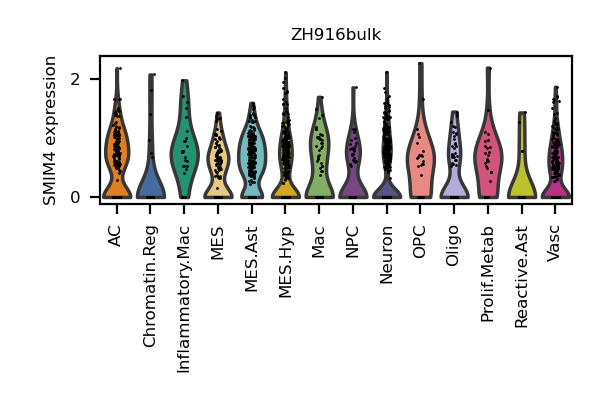 ZH916bulk
SMIM4 expression
2
0
AC
Chromatin.Reg
Inflammatory.Mac
MES
MES.Ast
MES.Hyp
Mac
NPC
Neuron
OPC
Oligo
Prolif.Metab
Reactive.Ast
Vasc